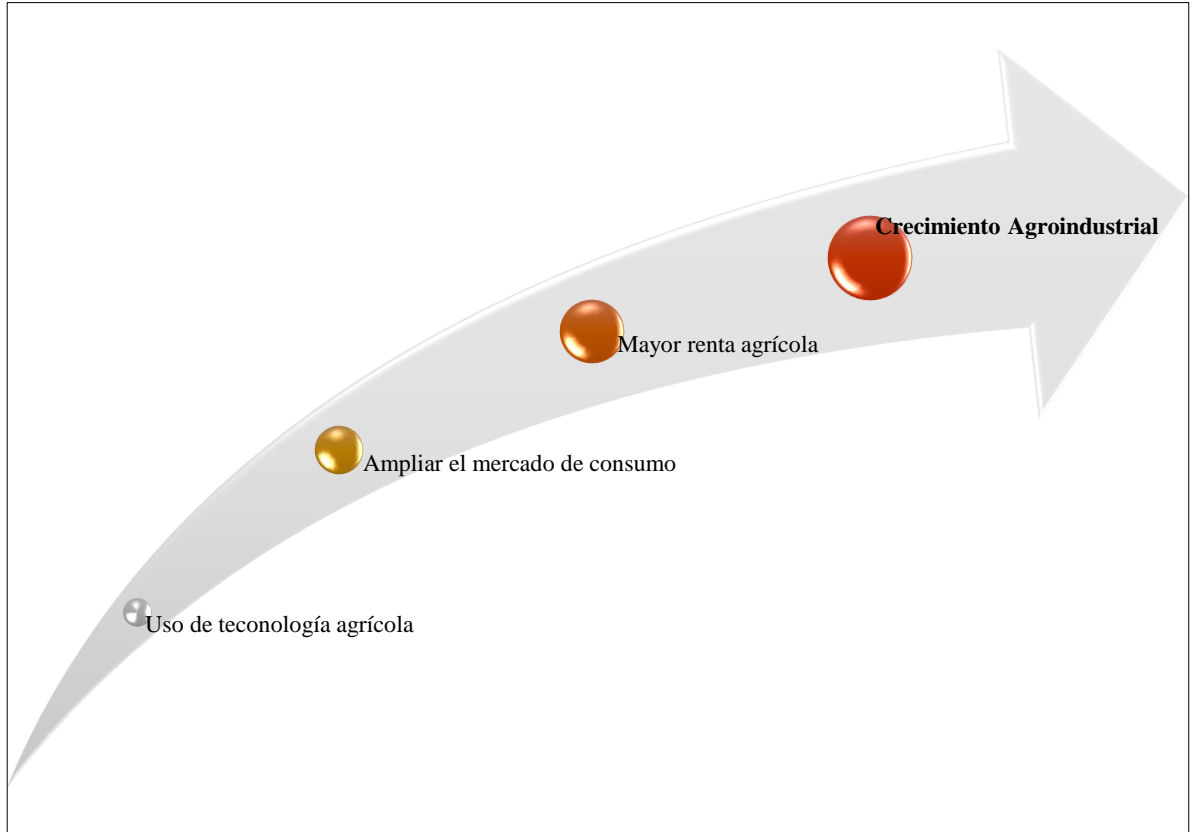 Crecimiento Agroindustrial
Mayor renta agrícola
Ampliar el mercado de consumo
Uso de teconología agrícola